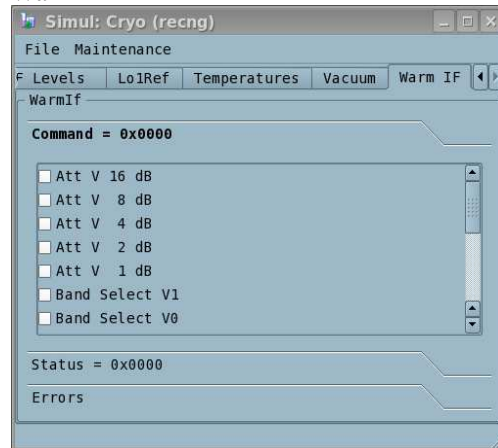 Simul: Cryo (recng)
File Maintenance
Levels Lo1Ref Temperatures Vacuum Warm IF
WarmIf
Command = 0x0000
Att V 16 dB
Att V 8 dB
Att V 4 dB
Att V 2 dB
Att V 1 dB
Band Select V1
Band Select V0
Status = 0x0000
Errors